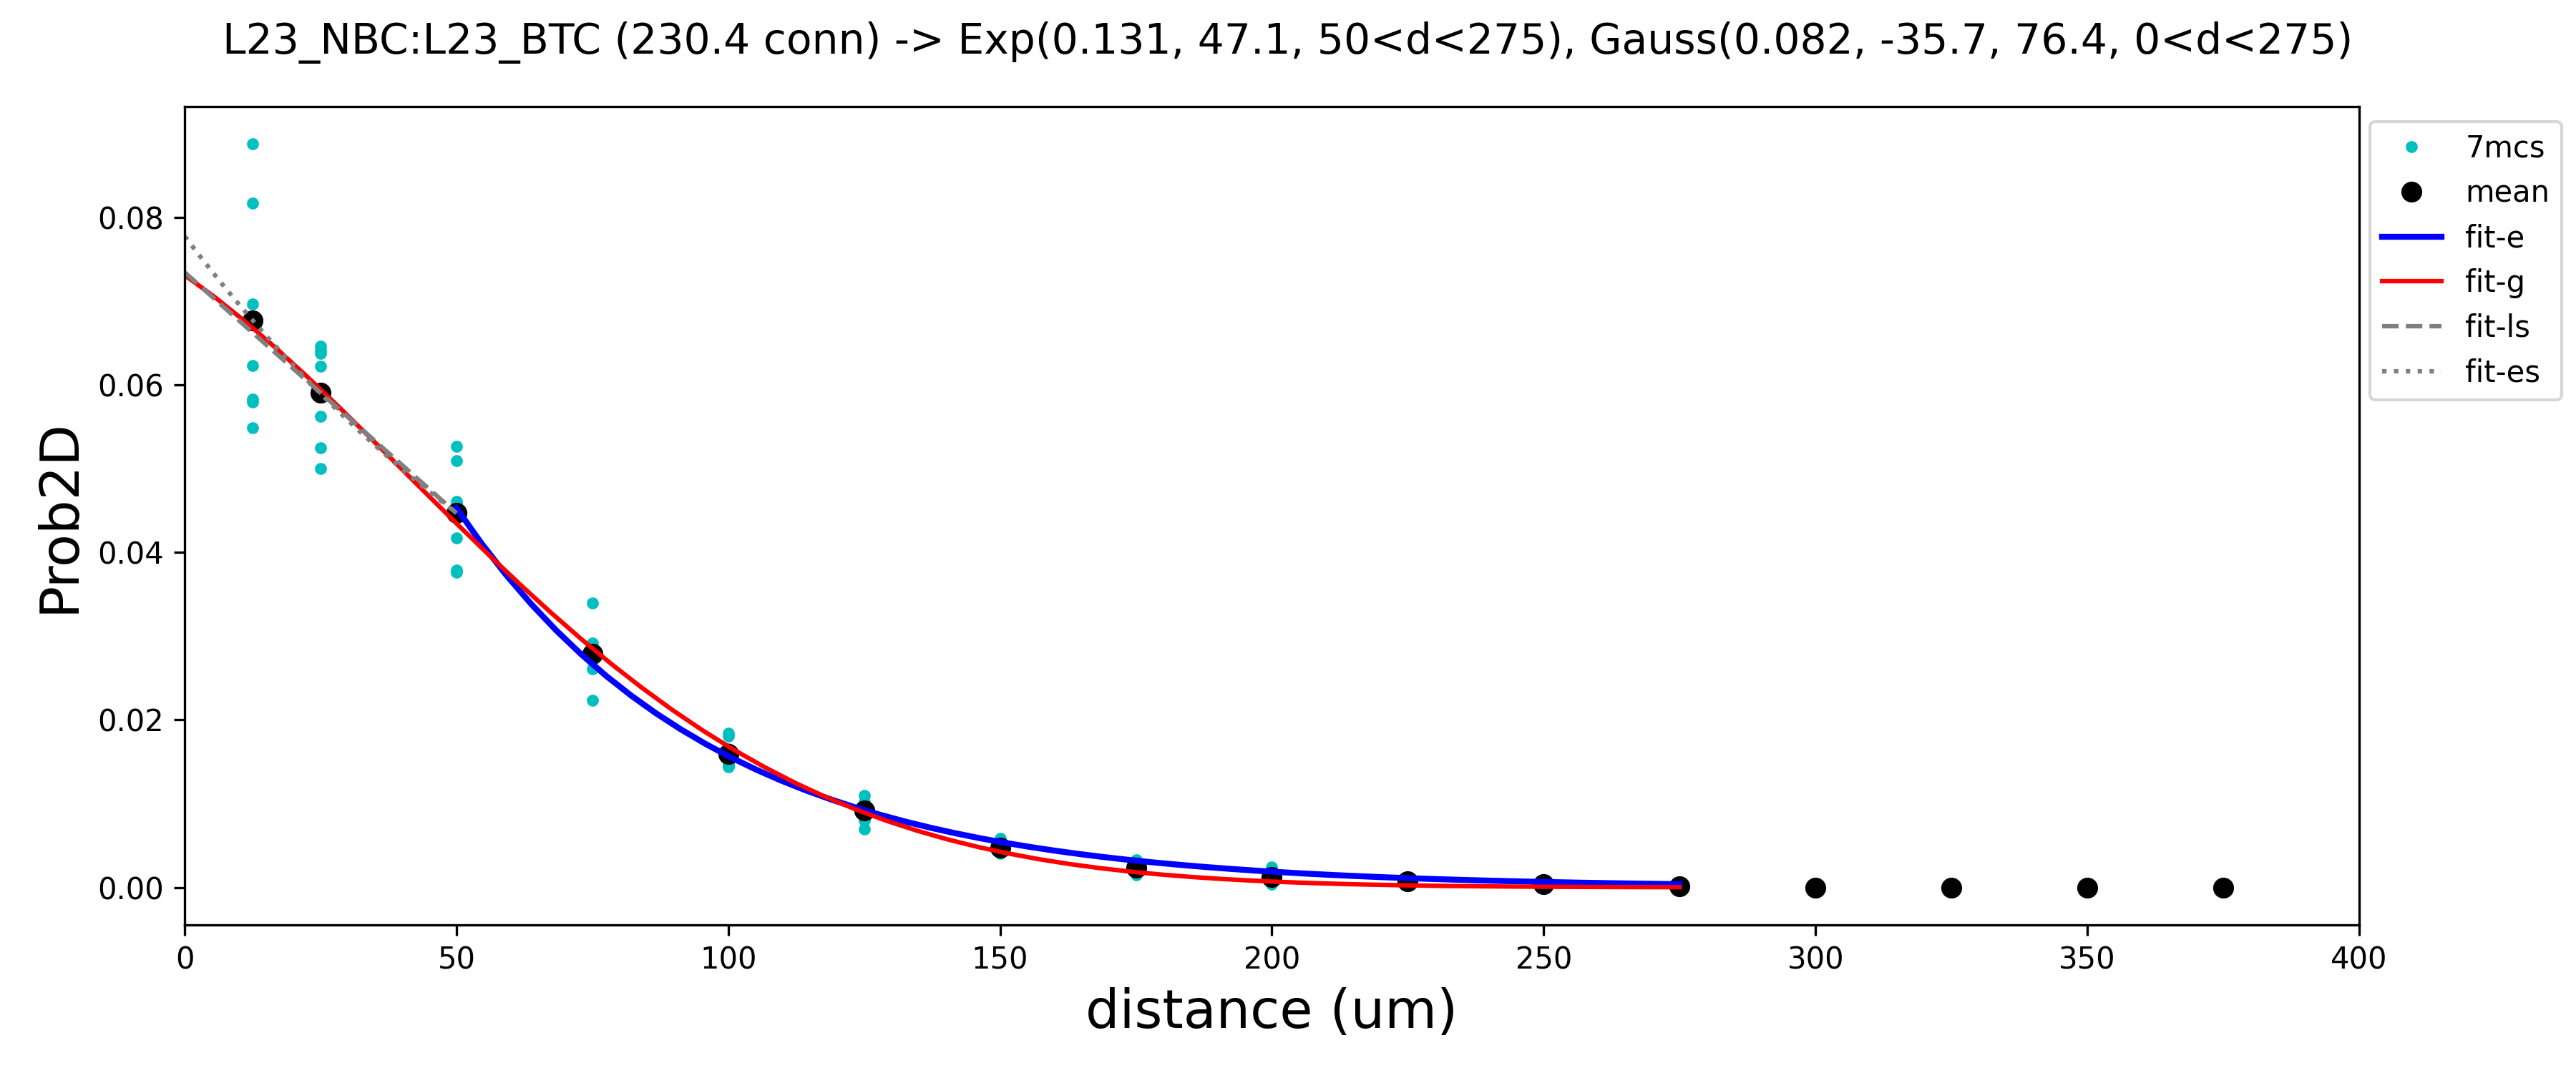 L23_NBC:L23_BTC (230.4 conn) -> Exp(0.131, 47.1, 50<d<275), Gauss(0.082, -35.7, 76.4, 0<d<275)
7mcs
mean
fit-e
fit-g
fit-ls
fit-es
Prob2D
0.08
0.06
0.04
0.02
0.00
0 50 100 150 200 250 300 350 400
distance (um)